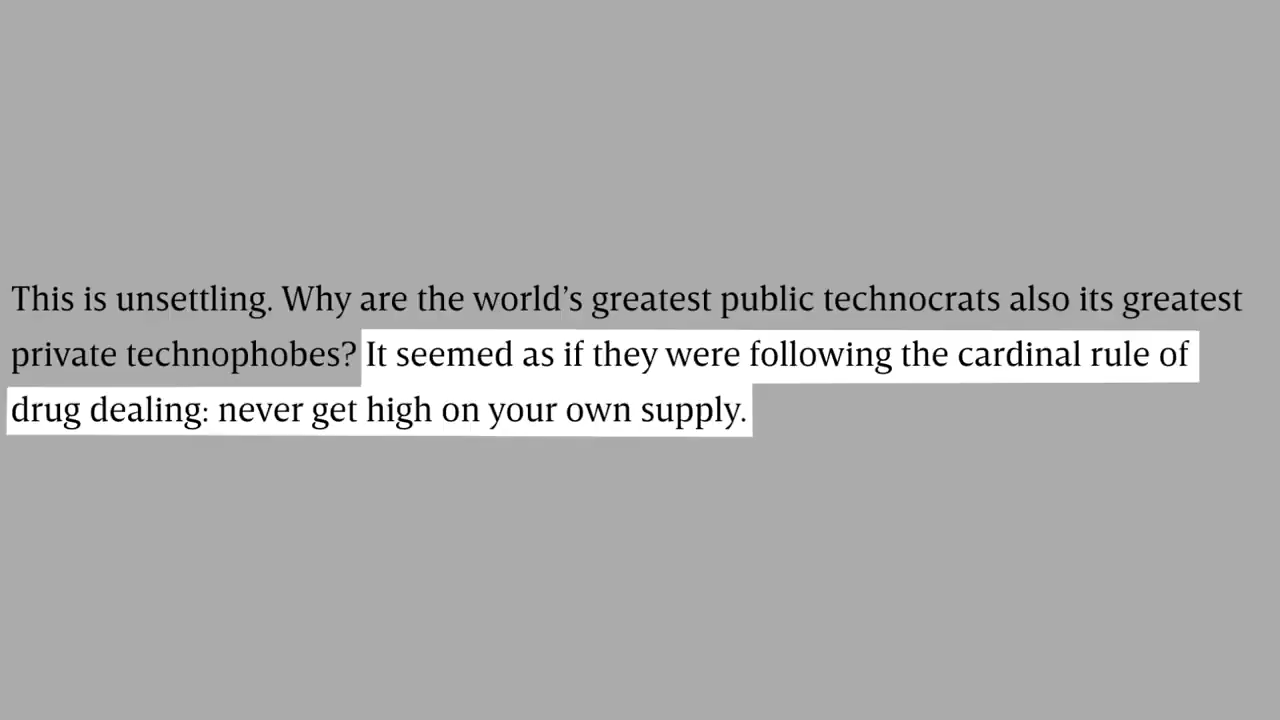 This is unsettling. Why are the world’s greatest public technocrats also its greatest
private technophobes? It seemed as if they were following the cardinal rule of
drug dealing: never get high on your own supply.